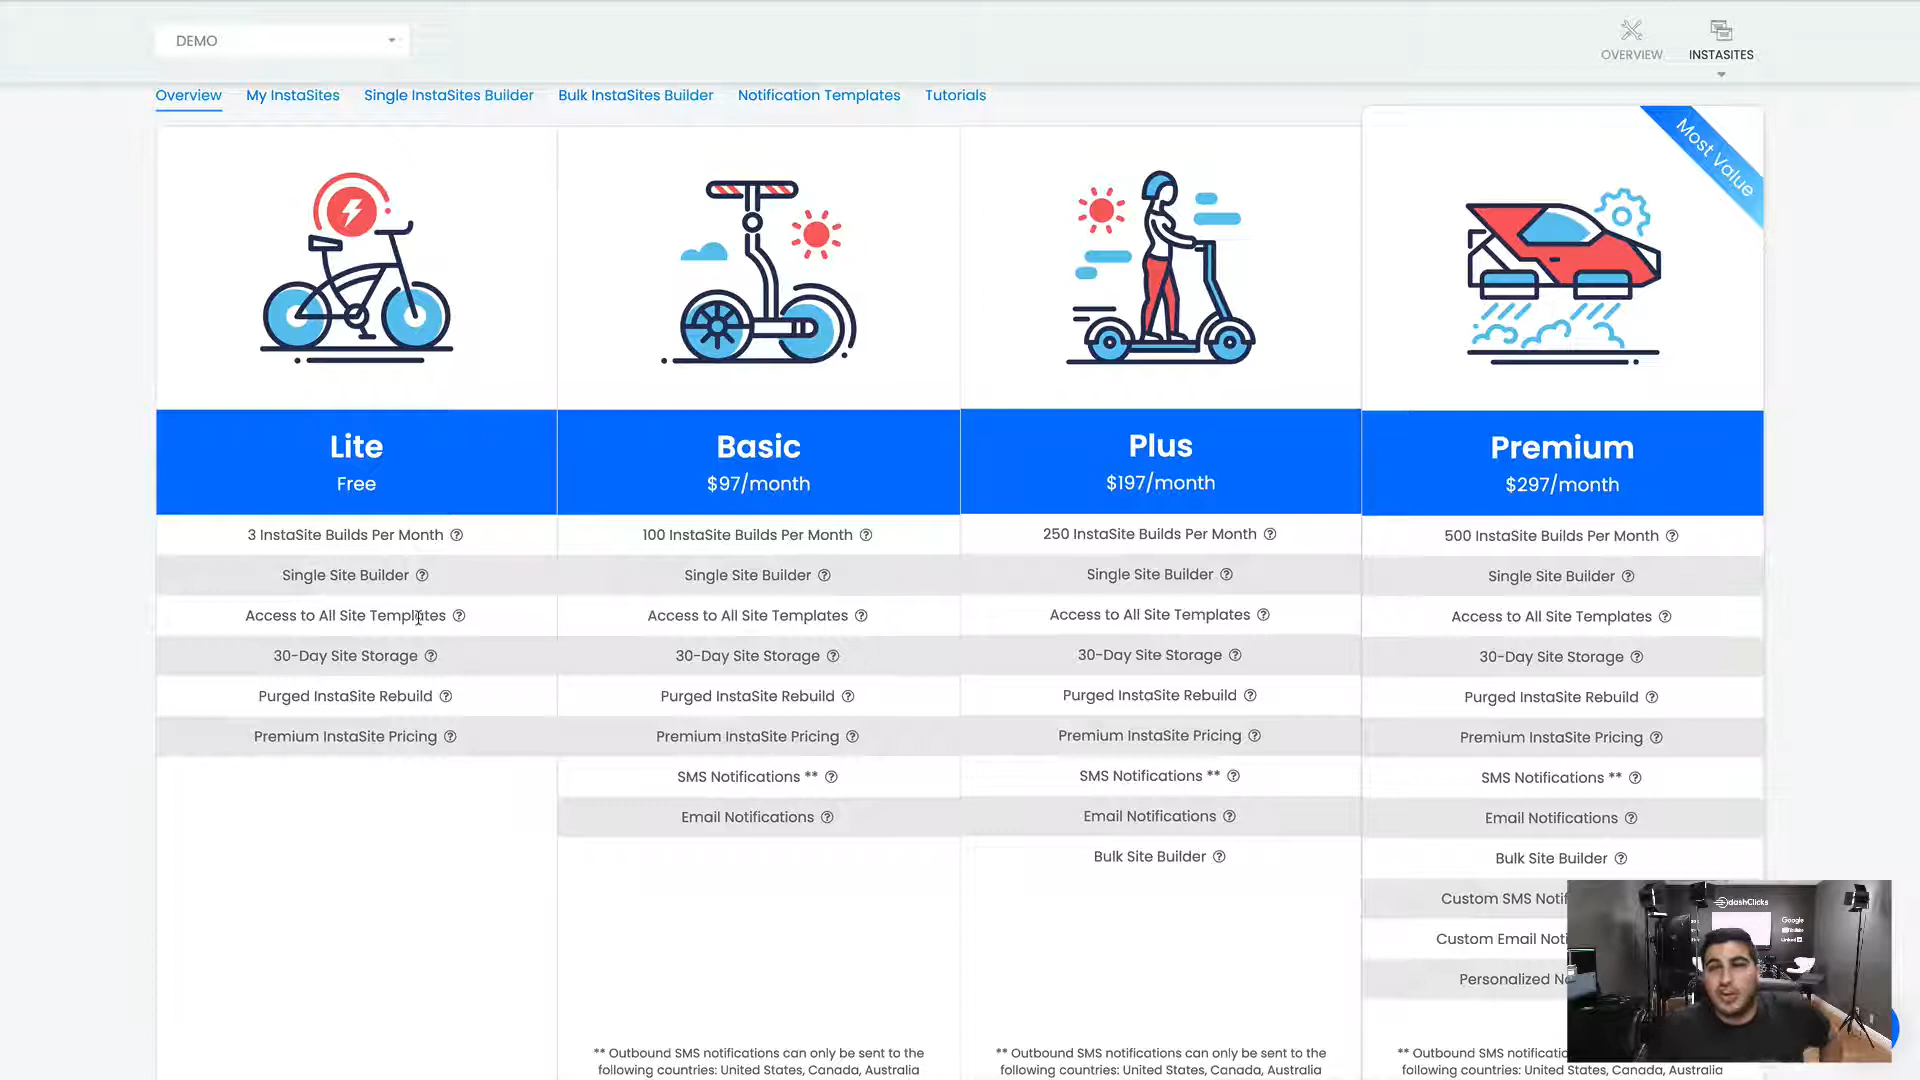 DEMO
OVERVIEW
INSTASITES
Overview
My InstaSites
Single InstaSites Builder
Bulk InstaSites Builder
Notification Templates
Tutorials
Most Value
Lite
Free
3 InstaSite Builds Per Month
Single Site Builder
Access to All Site Templates
30-Day Site Storage
Purged InstaSite Rebuild
Premium InstaSite Pricing
Basic
$97/month
100 InstaSite Builds Per Month
Single Site Builder
Access to All Site Templates
30-Day Site Storage
Purged InstaSite Rebuild
Premium InstaSite Pricing
SMS Notifications **
Email Notifications
** Outbound SMS notifications can only be sent to the
following countries: United States, Canada, Australia
Plus
$197/month
250 InstaSite Builds Per Month
Single Site Builder
Access to All Site Templates
30-Day Site Storage
Purged InstaSite Rebuild
Premium InstaSite Pricing
SMS Notifications **
Email Notifications
Bulk Site Builder
** Outbound SMS notifications can only be sent to the
following countries: United States, Canada, Australia
Premium
$297/month
500 InstaSite Builds Per Month
Single Site Builder
Access to All Site Templates
30-Day Site Storage
Purged InstaSite Rebuild
Premium InstaSite Pricing
SMS Notifications **
Email Notifications
Bulk Site Builder
Custom SMS Notif
Custom Email Noti
Personalized N
** Outbound SMS notificatio
following countries: United
dashClicks
Google
YouTube
Linked in